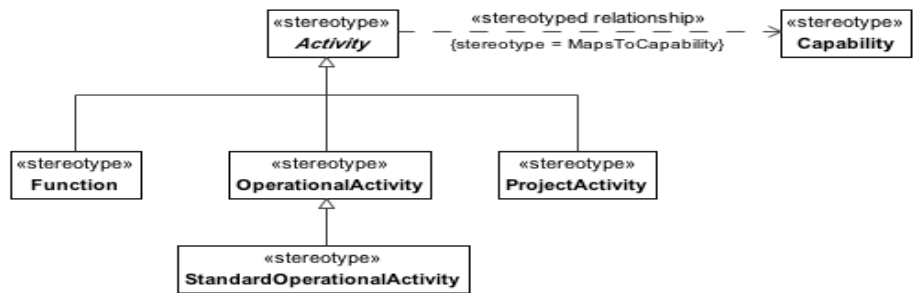 «stereotype»
Activity
«stereotyped relationship»
{stereotype = MapsToCapability}
«stereotype»
Capability
«stereotype»
Function
«stereotype»
OperationalActivity
«stereotype»
ProjectActivity
«stereotype»
StandardOperationalActivity